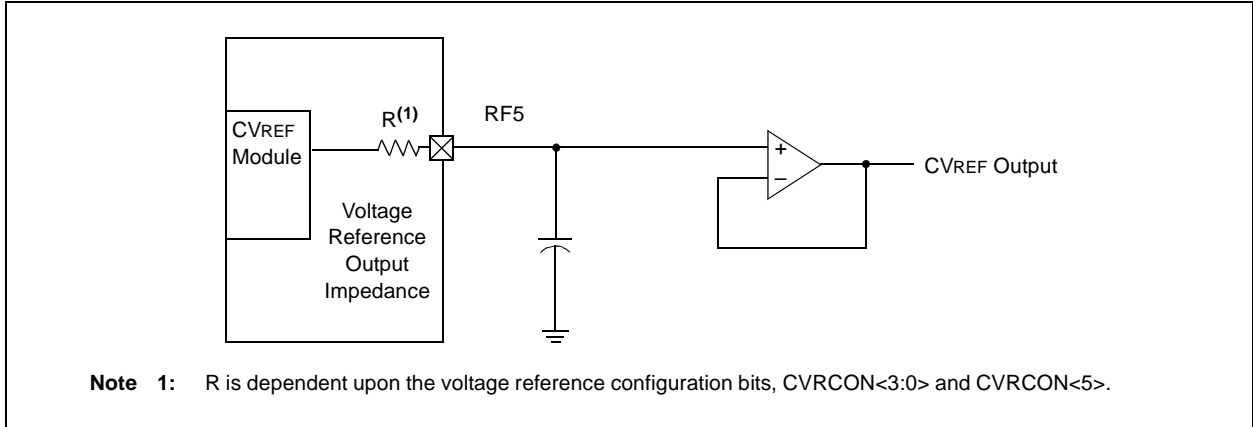 CVREF
Module
R(1)
RF5
Voltage
Reference
Output
Impedance
+
–
CVREF Output
Note 1: R is dependent upon the voltage reference configuration bits, CVRCON<3:0> and CVRCON<5>.